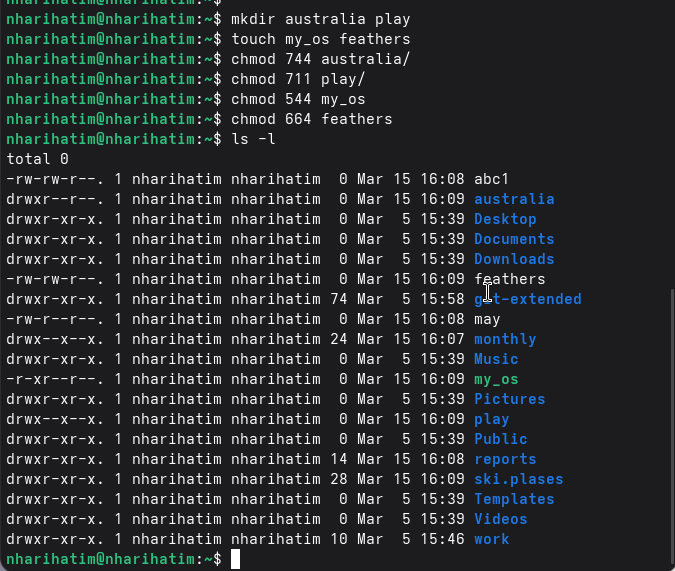 nharihatim@nharihatim:~$ mkdir australia play
nharihatim@nharihatim:~$ touch my_os feathers
nharihatim@nharihatim:~$ chmod 744 australia/
nharihatim@nharihatim:~$ chmod 711 play/
nharihatim@nharihatim:~$ chmod 544 my_os
nharihatim@nharihatim:~$ chmod 664 feathers
nharihatim@nharihatim:~$ ls -l
total 0
-rw-rw-r--. 1 nharihatim nharihatim  0 Mar 15 16:08 abc1
drwxr--r--. 1 nharihatim nharihatim  0 Mar 15 16:09 australia
drwxr-xr-x. 1 nharihatim nharihatim  0 Mar  5 15:39 Desktop
drwxr-xr-x. 1 nharihatim nharihatim  0 Mar  5 15:39 Documents
drwxr-xr-x. 1 nharihatim nharihatim  0 Mar  5 15:39 Downloads
-rw-rw-r--. 1 nharihatim nharihatim  0 Mar 15 16:09 feathers
drwxr-xr-x. 1 nharihatim nharihatim 74 Mar  5 15:58
-rw-r--r--. 1 nharihatim nharihatim  0 Mar 15 16:08 may
drwx--x--x. 1 nharihatim nharihatim 24 Mar 15 16:07 monthly
drwxr-xr-x. 1 nharihatim nharihatim  0 Mar  5 15:39 Music
-r-xr--r--. 1 nharihatim nharihatim  0 Mar 15 16:09 my_os
drwxr-xr-x. 1 nharihatim nharihatim  0 Mar  5 15:39 Pictures
drwx--x--x. 1 nharihatim nharihatim  0 Mar 15 16:09 play
drwxr-xr-x. 1 nharihatim nharihatim  0 Mar  5 15:39 Public
drwxr-xr-x. 1 nharihatim nharihatim 14 Mar 15 16:08 reports
drwxr-xr-x. 1 nharihatim nharihatim 28 Mar 15 16:09 ski.plases
drwxr-xr-x. 1 nharihatim nharihatim  0 Mar  5 15:39 Templates
drwxr-xr-x. 1 nharihatim nharihatim  0 Mar  5 15:39 Videos
drwxr-xr-x. 1 nharihatim nharihatim 10 Mar  5 15:46 work
nharihatim@nharihatim:~$